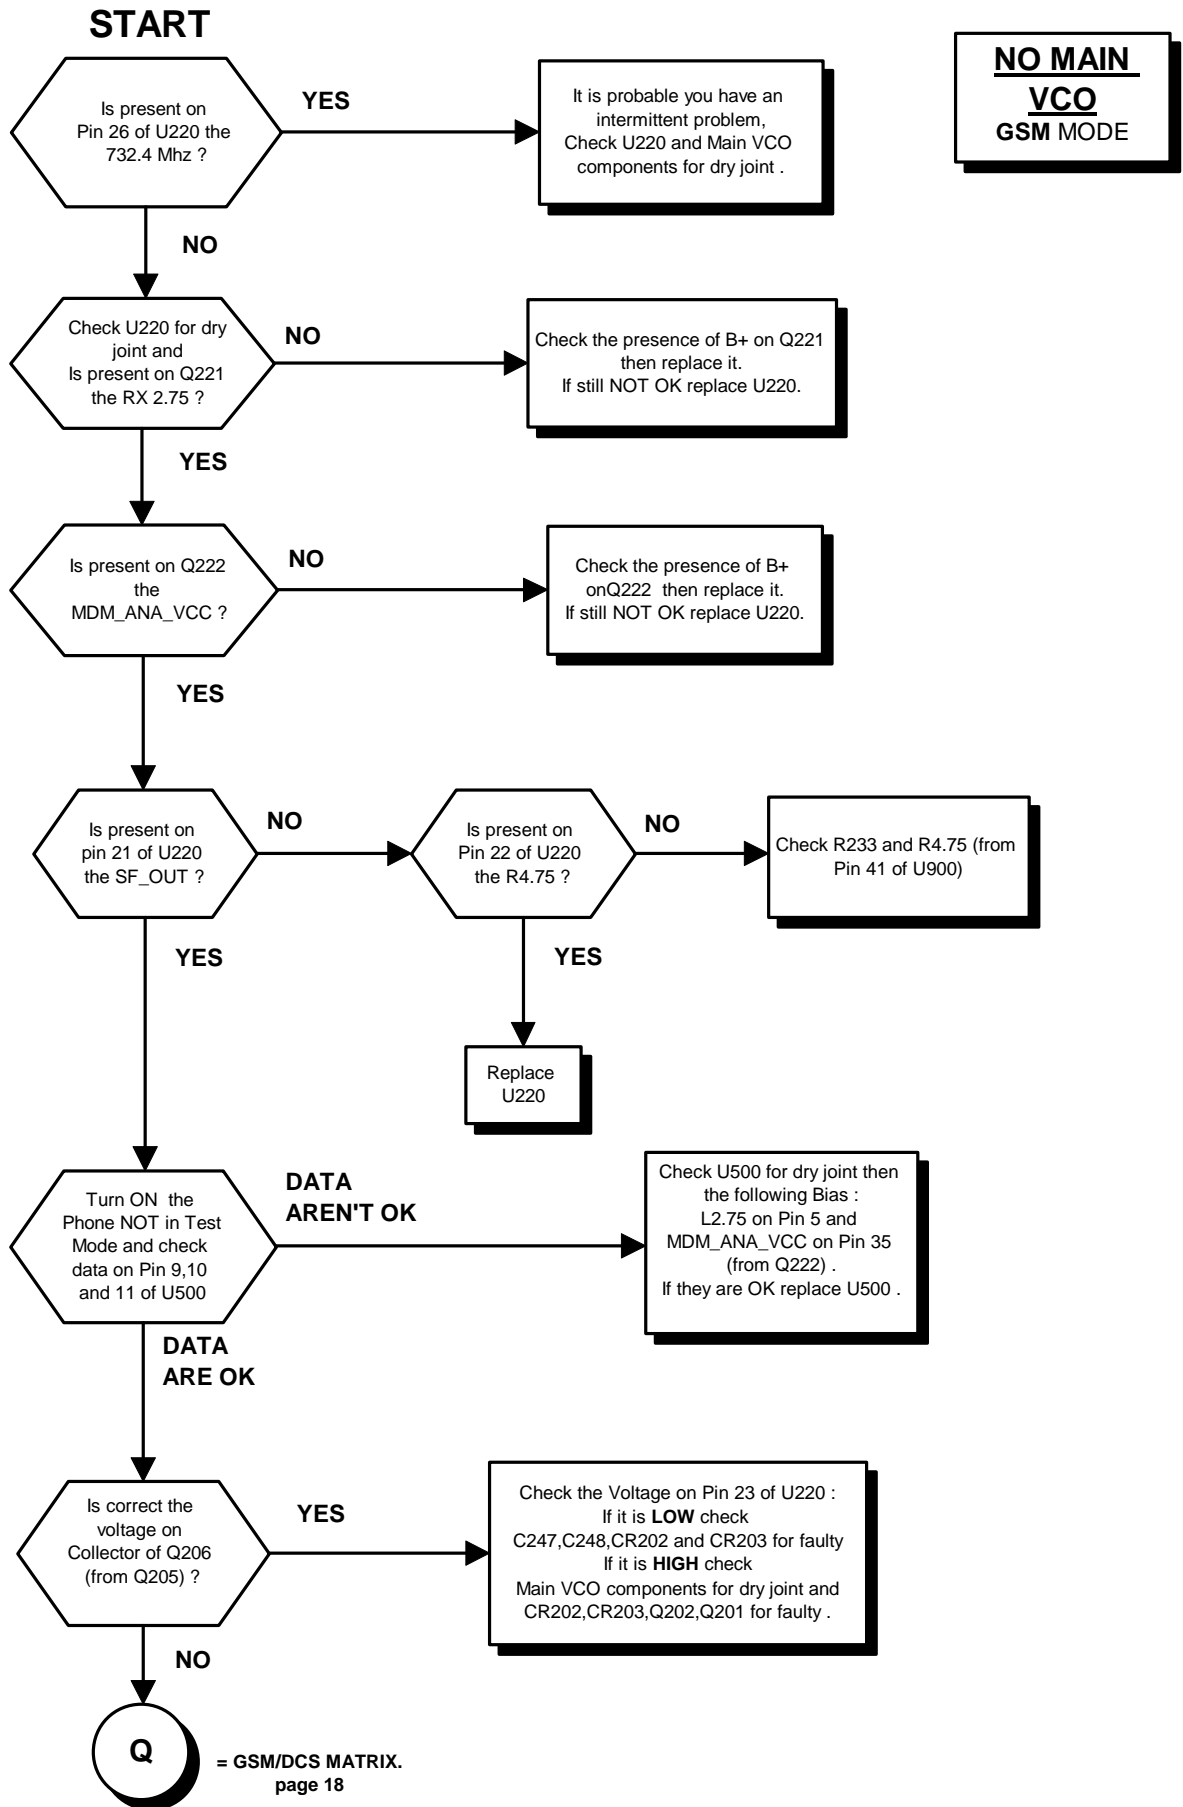 START
NO MAIN
VCO
GSM MODE
Is present on
Pin 26 of U220 the
732.4 Mhz ?
YES
It is probable you have an
intermittent problem,
Check U220 and Main VCO
components for dry joint .
NO
Check U220 for dry
joint and
Is present on Q221
the RX 2.75 ?
NO
Check the presence of B+ on Q221
then replace it.
If still NOT OK replace U220.
YES
Is present on Q222
the
MDM_ANA_VCC ?
NO
Check the presence of B+
onQ222 then replace it.
If still NOT OK replace U220.
YES
Is present on
pin 21 of U220
the SF_OUT ?
NO
Is present on
Pin 22 of U220
the R4.75 ?
NO
Check R233 and R4.75 (from
Pin 41 of U900)
YES
YES
Replace
U220
Turn ON the
Phone NOT in Test
Mode and check
data on Pin 9,10
and 11 of U500
DATA
AREN'T OK
Check U500 for dry joint then
the following Bias :
L2.75 on Pin 5 and
MDM_ANA_VCC on Pin 35
(from Q222) .
If they are OK replace U500 .
DATA
ARE OK
Is correct the
voltage on
Collector of Q206
(from Q205) ?
YES
Check the Voltage on Pin 23 of U220 :
If it is LOW check
C247,C248,CR202 and CR203 for faulty
If it is HIGH check
Main VCO components for dry joint and
CR202,CR203,Q202,Q201 for faulty .
NO
Q
= GSM/DCS MATRIX.
page 18